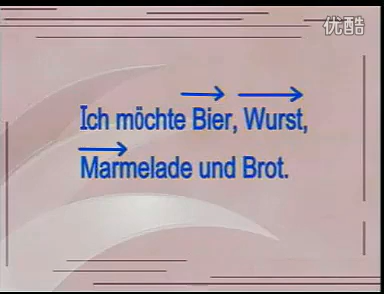 优酷
Ich möchte Bier, Wurst,
Marmelade und Brot.